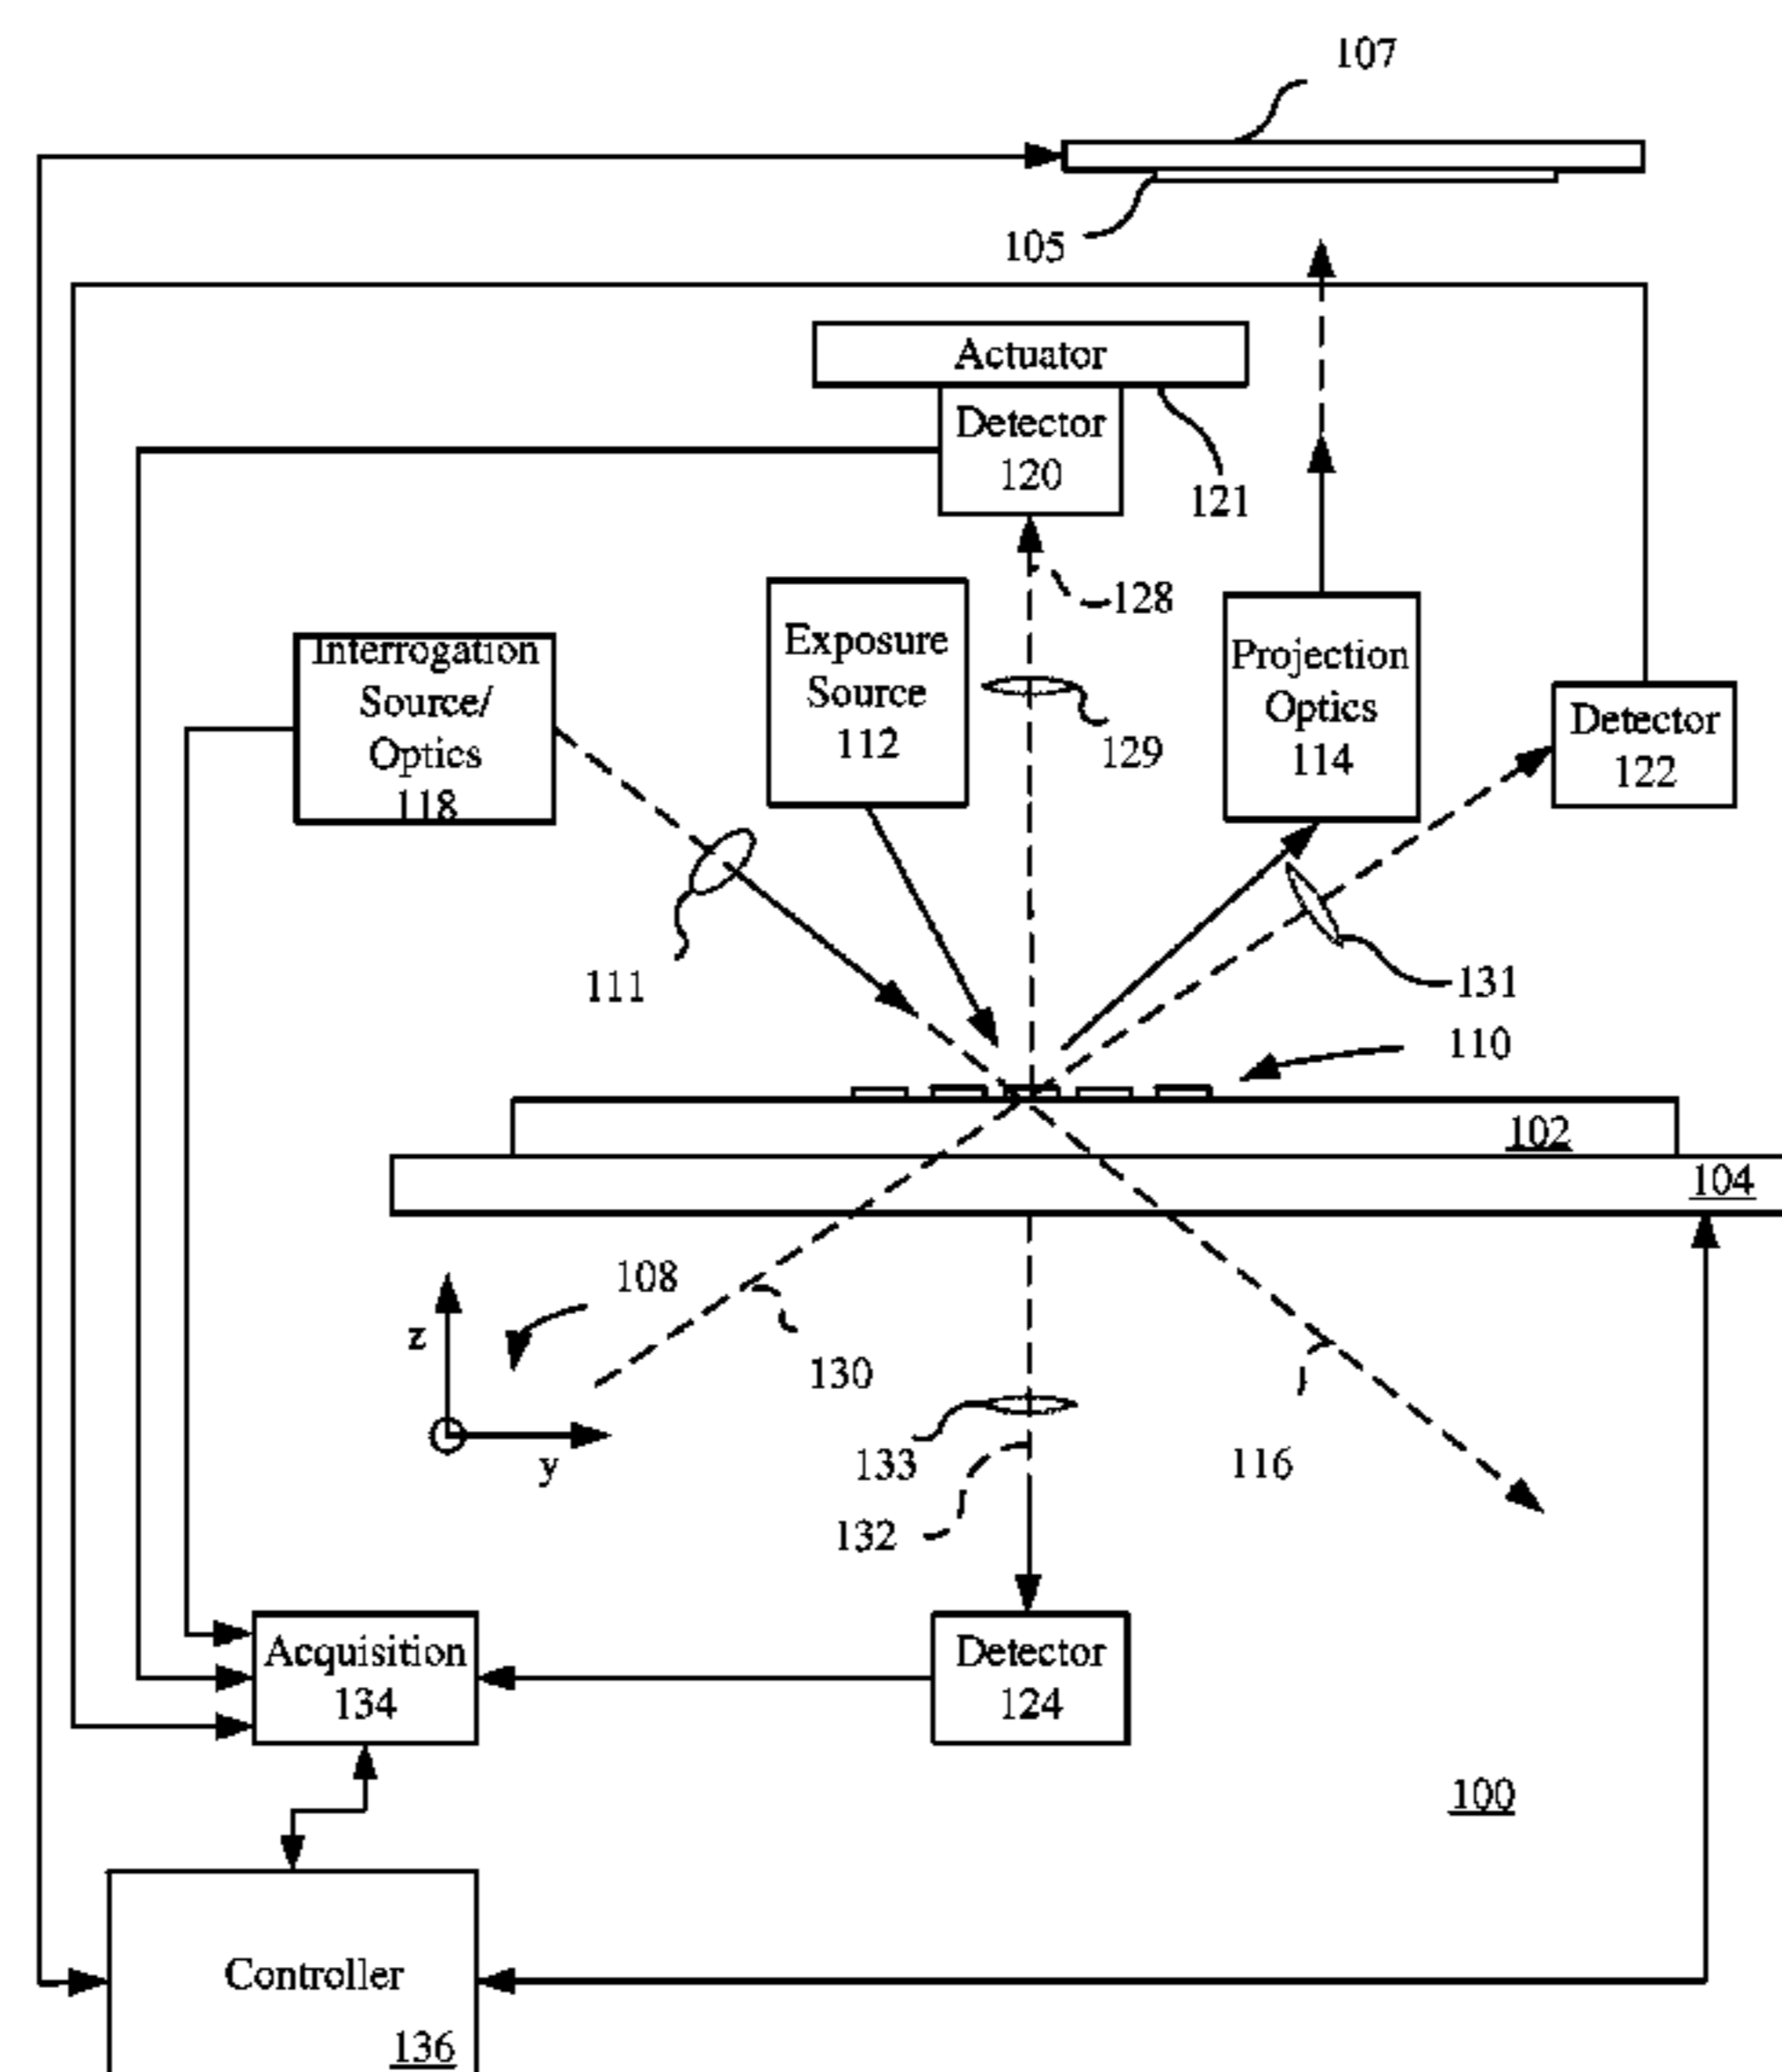 107
105
Actuator
Detector
120
121
128
Exposure
Source
112
Interrogation
Source/
Optics
118
Projection
Optics
114
129
Detector
122
111
131
110
102
104
108
z
130
y
133
116
132
Acquisition
134
Detector
124
100
Controller
136